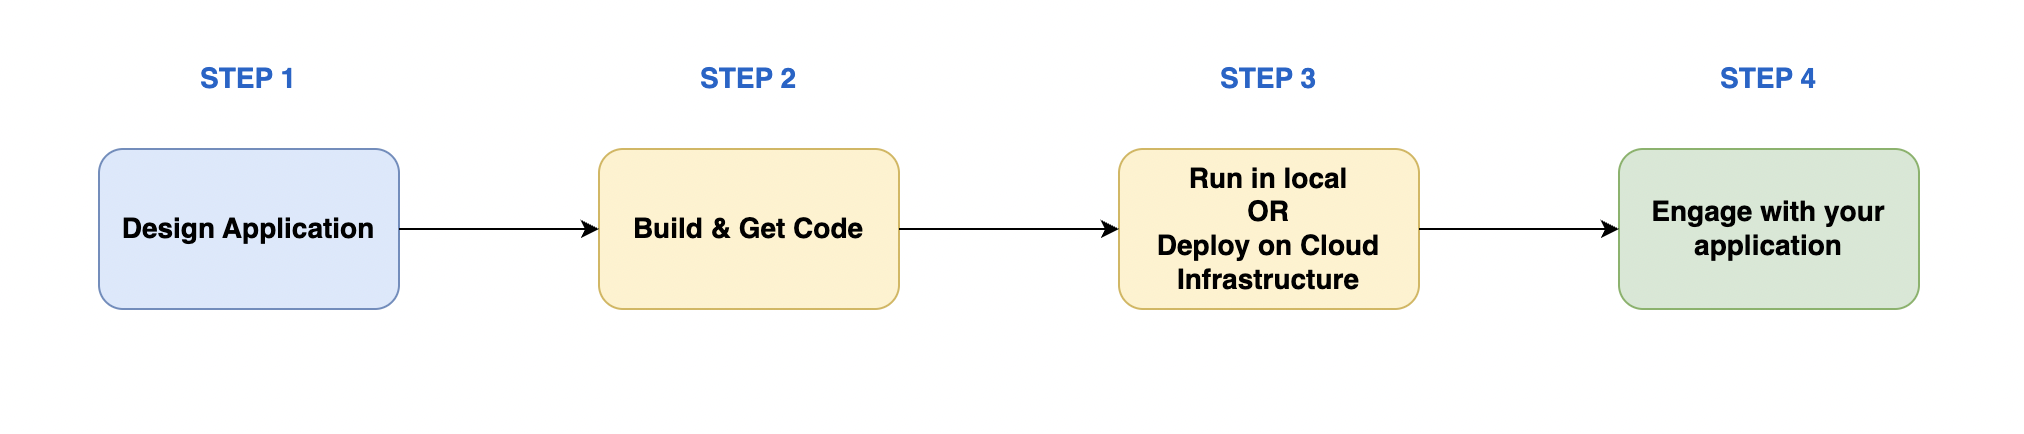 STEP 1
STEP 2
STEP 3
STEP 4
Design Application
Build & Get Code
Run in local
OR
Deploy on Cloud
Infrastructure
Engage with your
application